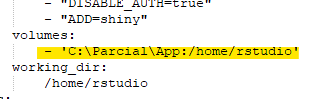 - "DISABLE_AUTH=true"
- "ADD=shiny"
volumes:
- 'C:\Parcial\App:/home/rstudio'
working_dir:
/home/rstudio